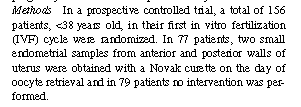 Methods In a prospective controlled trial, a total of 156
patients, <38 years old, in their first in vitro fertilization
(IVF) cycle were randomized. In 77 patients, two small
endometrial samples from anterior and posterior walls of
uterus were obtained with a Novak curette on the day of
oocyte retrieval and in 79 patients no intervention was per-
formed.